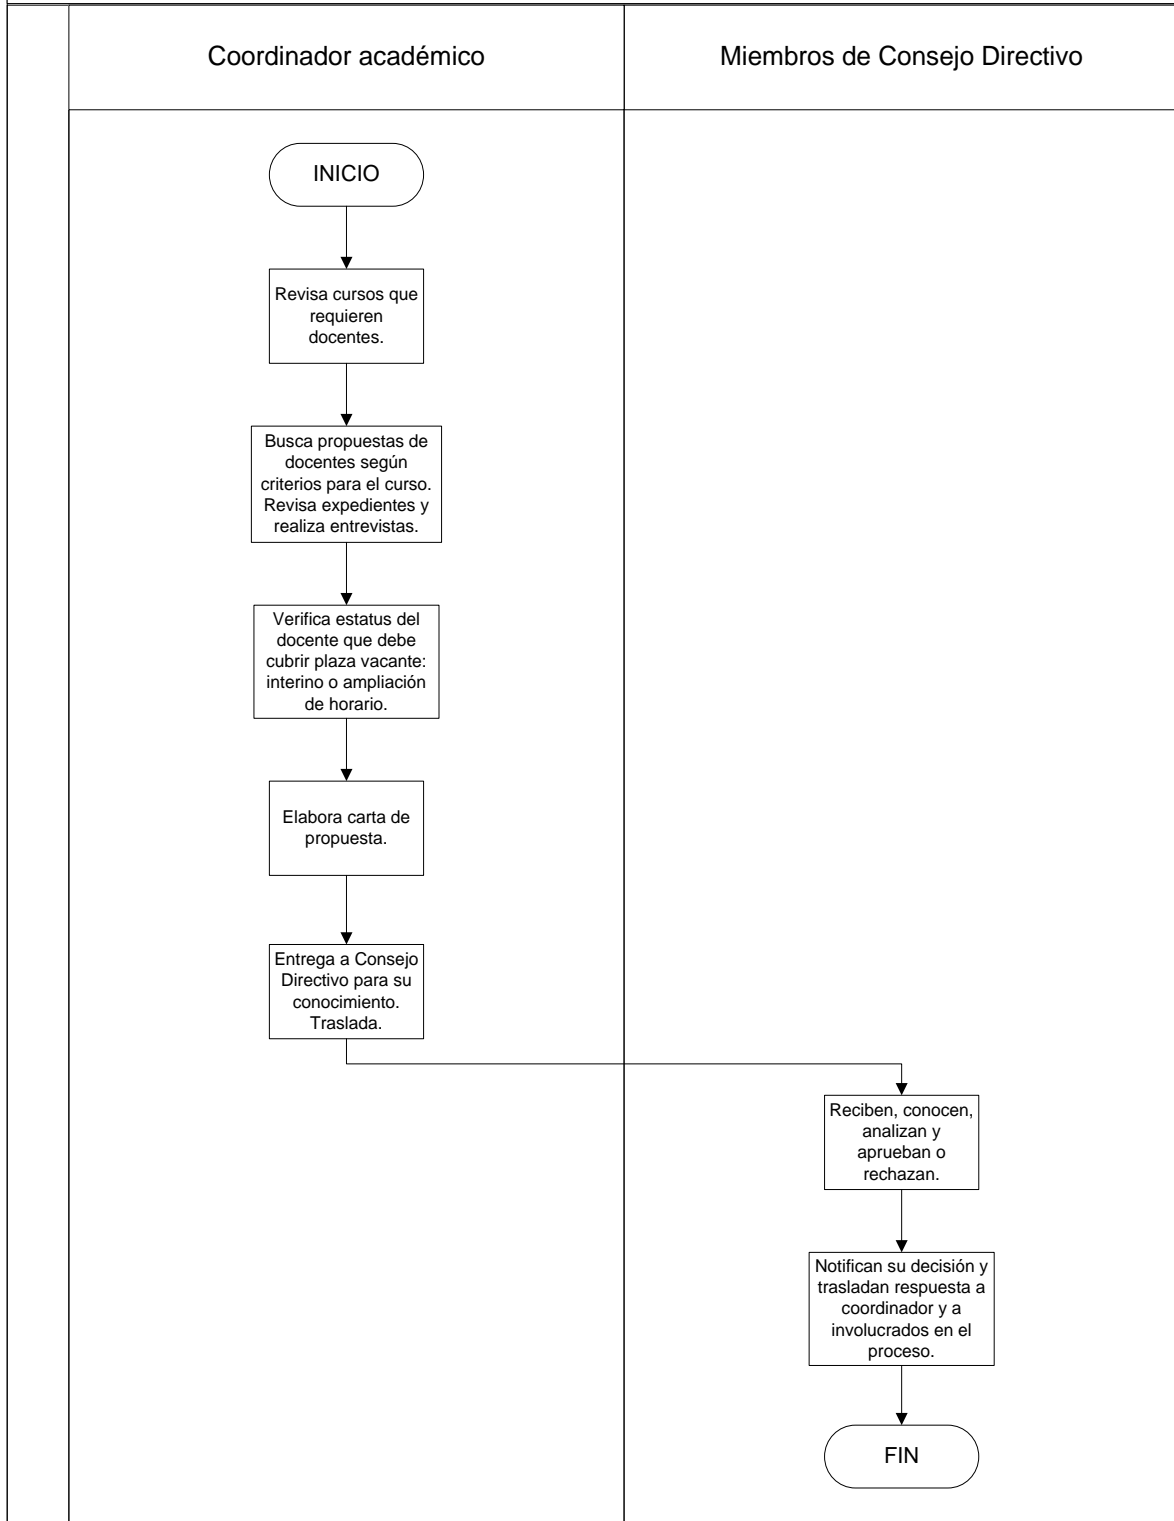 Coordinador académico
Miembros de Consejo Directivo
INICIO
Revisa cursos que
requieren
docentes.
Busca propuestas de
docentes según
criterios para el curso.
Revisa expedientes y
realiza entrevistas.
Verifica estatus del
docente que debe
cubrir plaza vacante:
interino o ampliación
de horario.
Elabora carta de
propuesta.
Entrega a Consejo
Directivo para su
conocimiento.
Traslada.
Reciben, conocen,
analizan y
aprueban o
rechazan.
Notifican su decisión y
trasladan respuesta a
coordinador y a
involucrados en el
proceso.
FIN